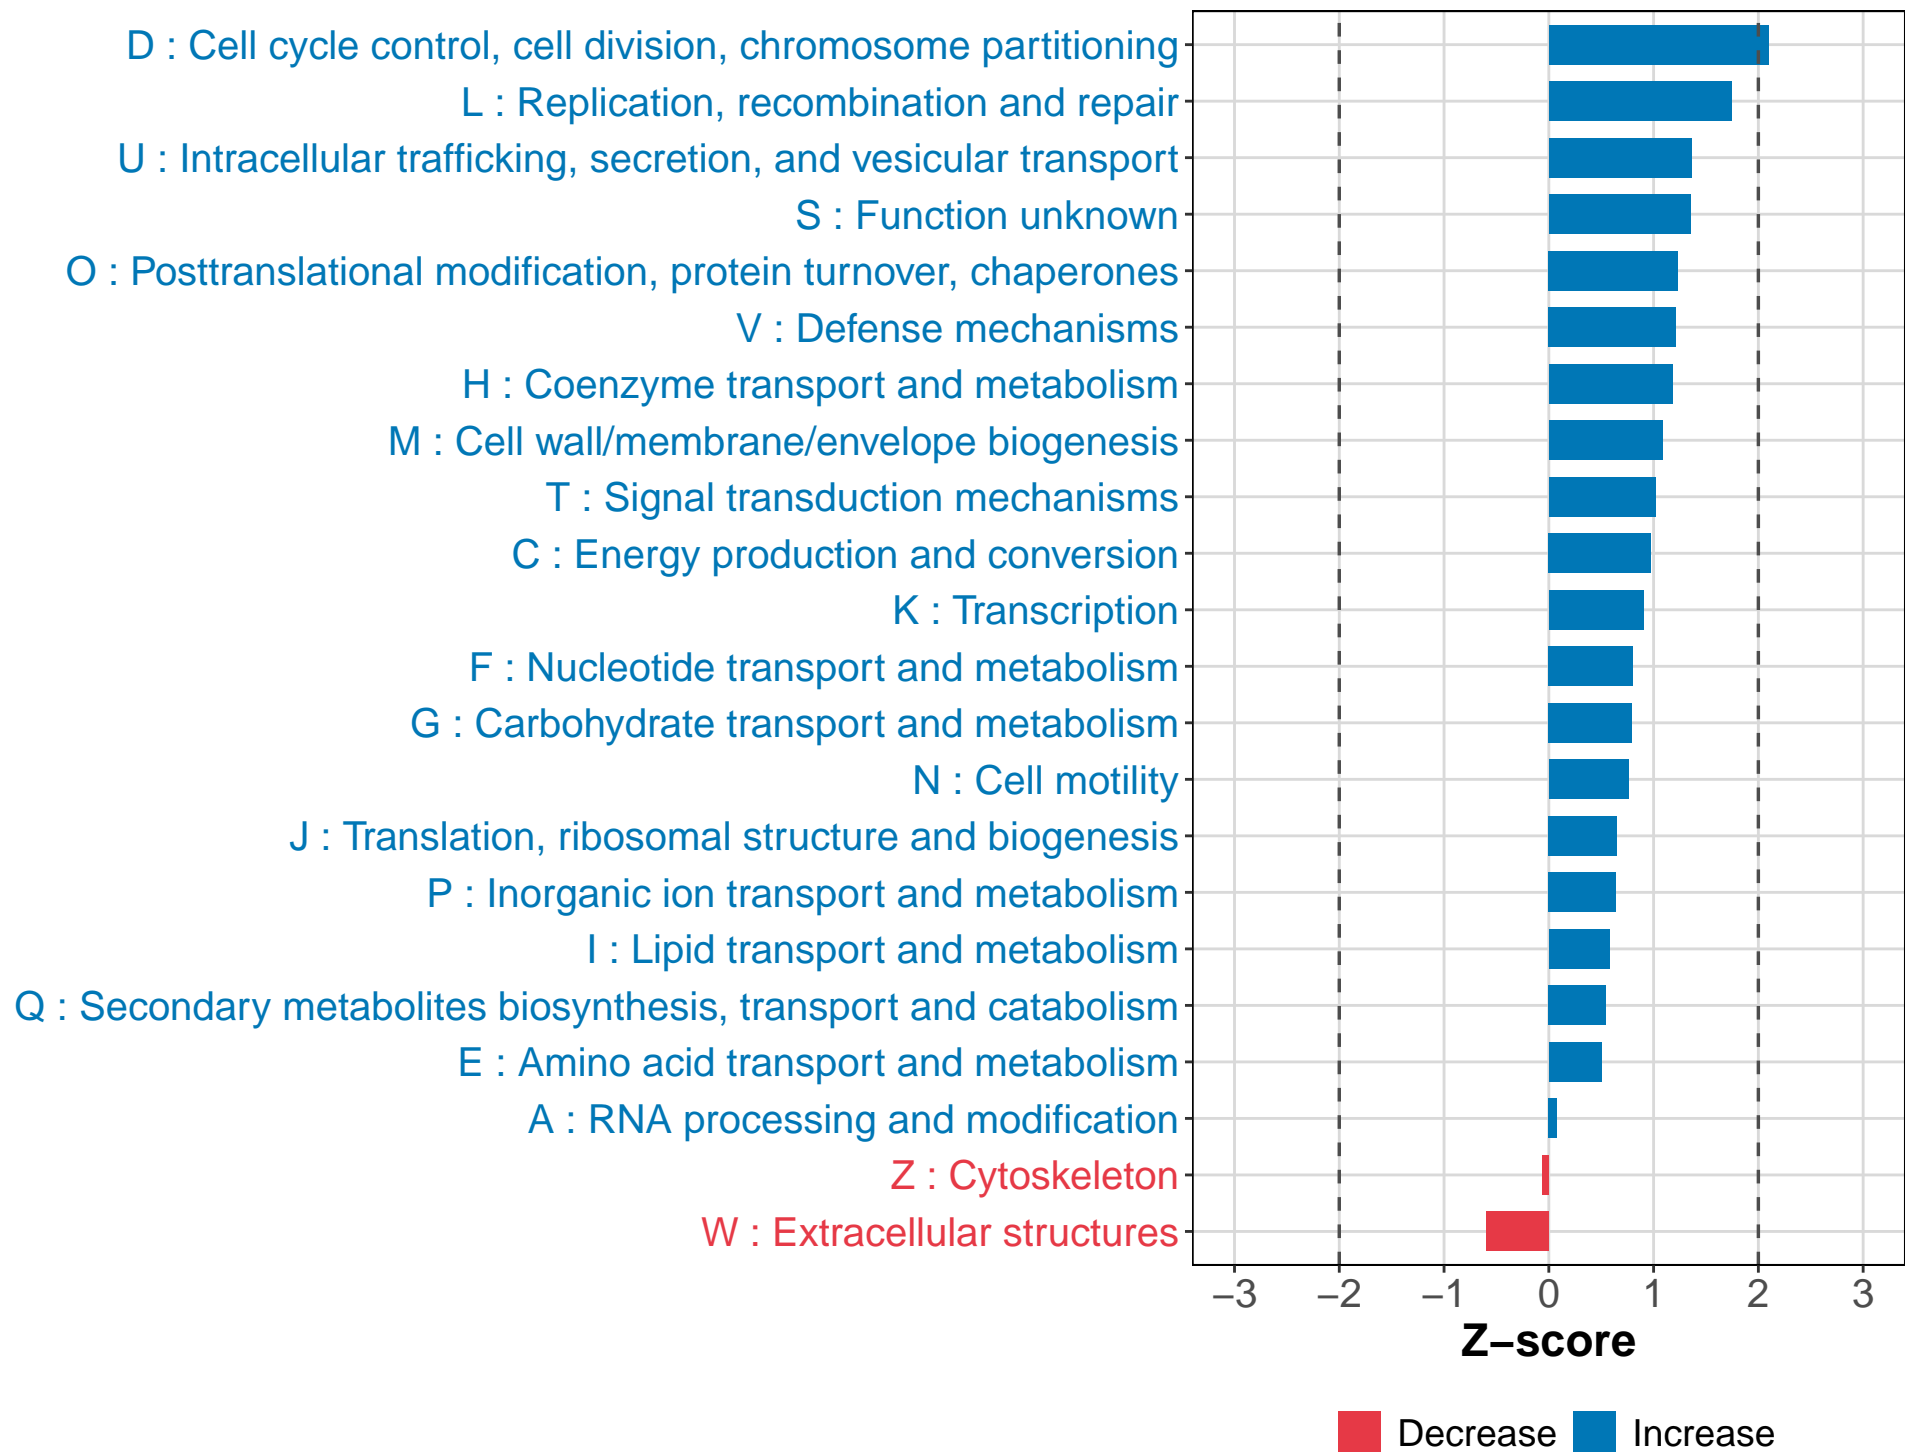 D : Cell cycle control, cell division, chromosome partitioning
L : Replication, recombination and repair
U : Intracellular trafficking, secretion, and vesicular transport
S : Function unknown
O : Posttranslational modification, protein turnover, chaperones
V : Defense mechanisms
H : Coenzyme transport and metabolism
M : Cell wall/membrane/envelope biogenesis
T : Signal transduction mechanisms
C : Energy production and conversion
K : Transcription
F : Nucleotide transport and metabolism
G : Carbohydrate transport and metabolism
N : Cell motility
J : Translation, ribosomal structure and biogenesis
P : Inorganic ion transport and metabolism
I : Lipid transport and metabolism
Q : Secondary metabolites biosynthesis, transport and catabolism
E : Amino acid transport and metabolism
A : RNA processing and modification
Z : Cytoskeleton
W : Extracellular structures
−3 −2 −1 0 1 2 3
Z−score
Decrease Increase